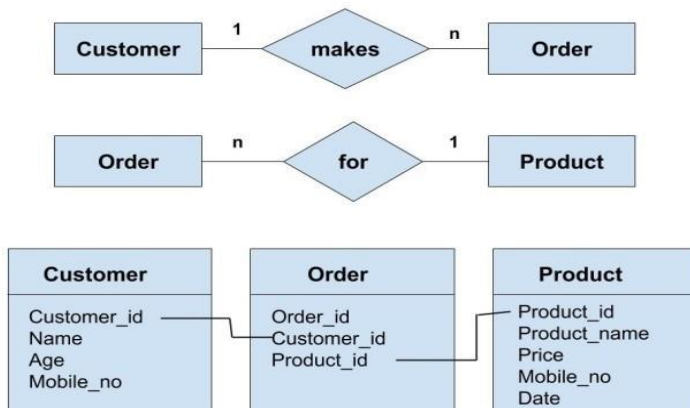 Customer 1 makes n Order
Order n for 1 Product
Customer
Customer_id
Name
Age
Mobile_no
Order
Order_id
Customer_id
Product_id
Product
Product_id
Product_name
Price
Mobile_no
Date